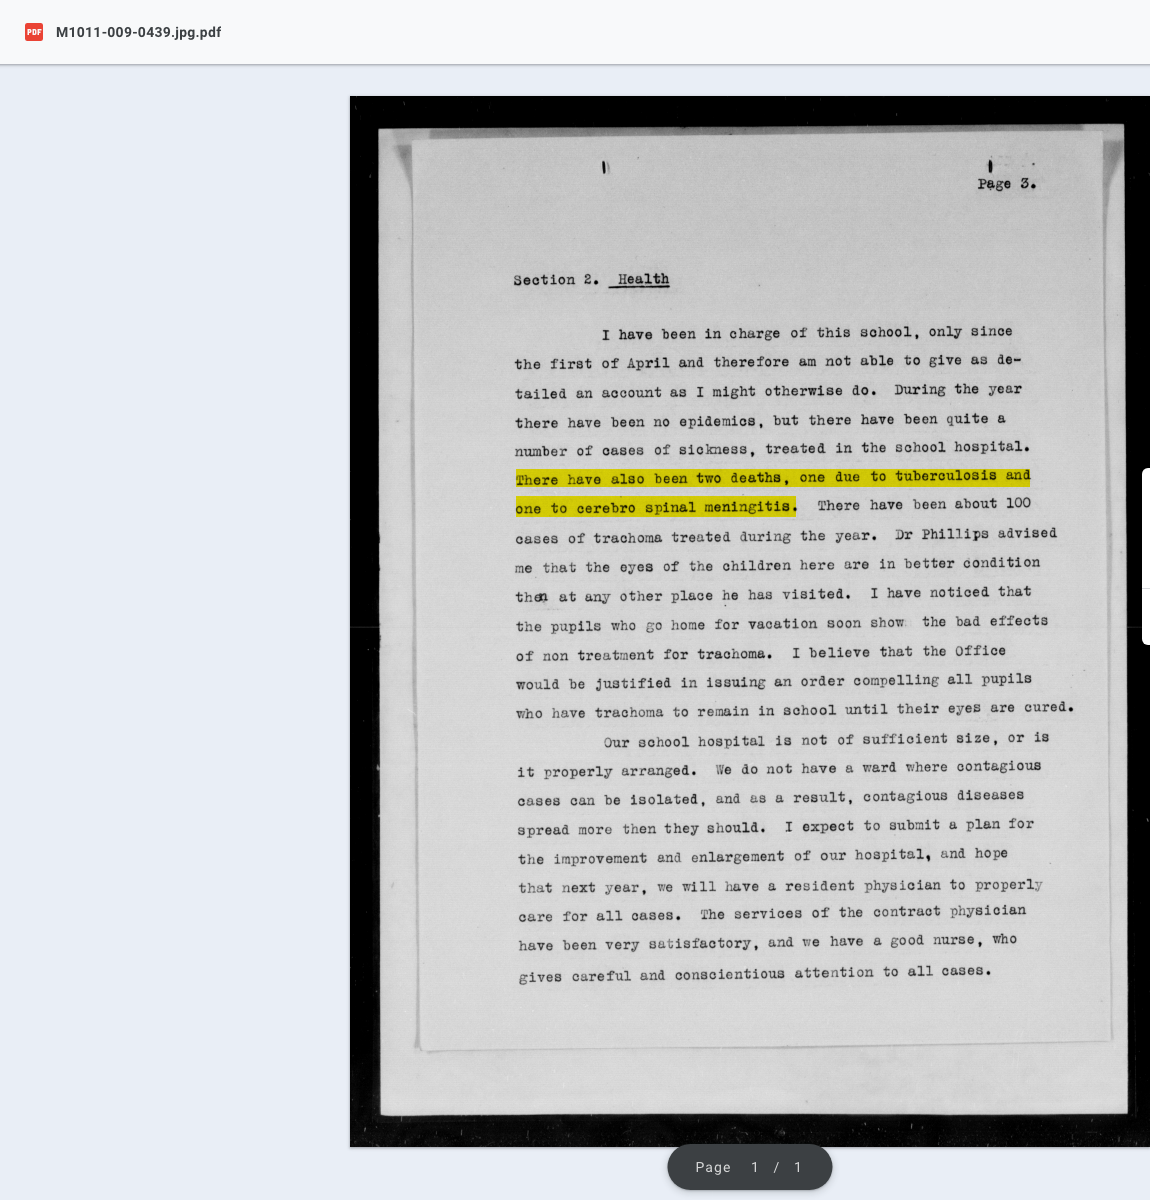 PDF M1011-009-0439.jpg.pdf
Page 3.
Section 2. Health
I have been in charge of this school, only since
the first of April and therefore am not able to give as de-
tailed an account as I might otherwise do. During the year
there have been no epidemics, but there have been quite a
number of cases of sickness, treated in the school hospital.
There have also been two deaths, one due to tuberculosis and
one to cerebro spinal meningitis. There have been about 100
cases of trachoma treated during the year. Dr Phillips advised
me that the eyes of the children here are in better condition
then at any other place he has visited. I have noticed that
the pupils who go home for vacation soon show the bad effects
of non treatment for trachoma. I believe that the Office
would be justified in issuing an order compelling all pupils
who have trachoma to remain in school until their eyes are cured.
Our school hospital is not of sufficient size, or is
it properly arranged. We do not have a ward where contagious
cases can be isolated, and as a result, contagious diseases
spread more then they should. I expect to submit a plan for
the improvement and enlargement of our hospital, and hope
that next year, we will have a resident physician to properly
care for all cases. The services of the contract physician
have been very satisfactory, and we have a good nurse, who
gives careful and conscientious attention to all cases.
Page 1 / 1